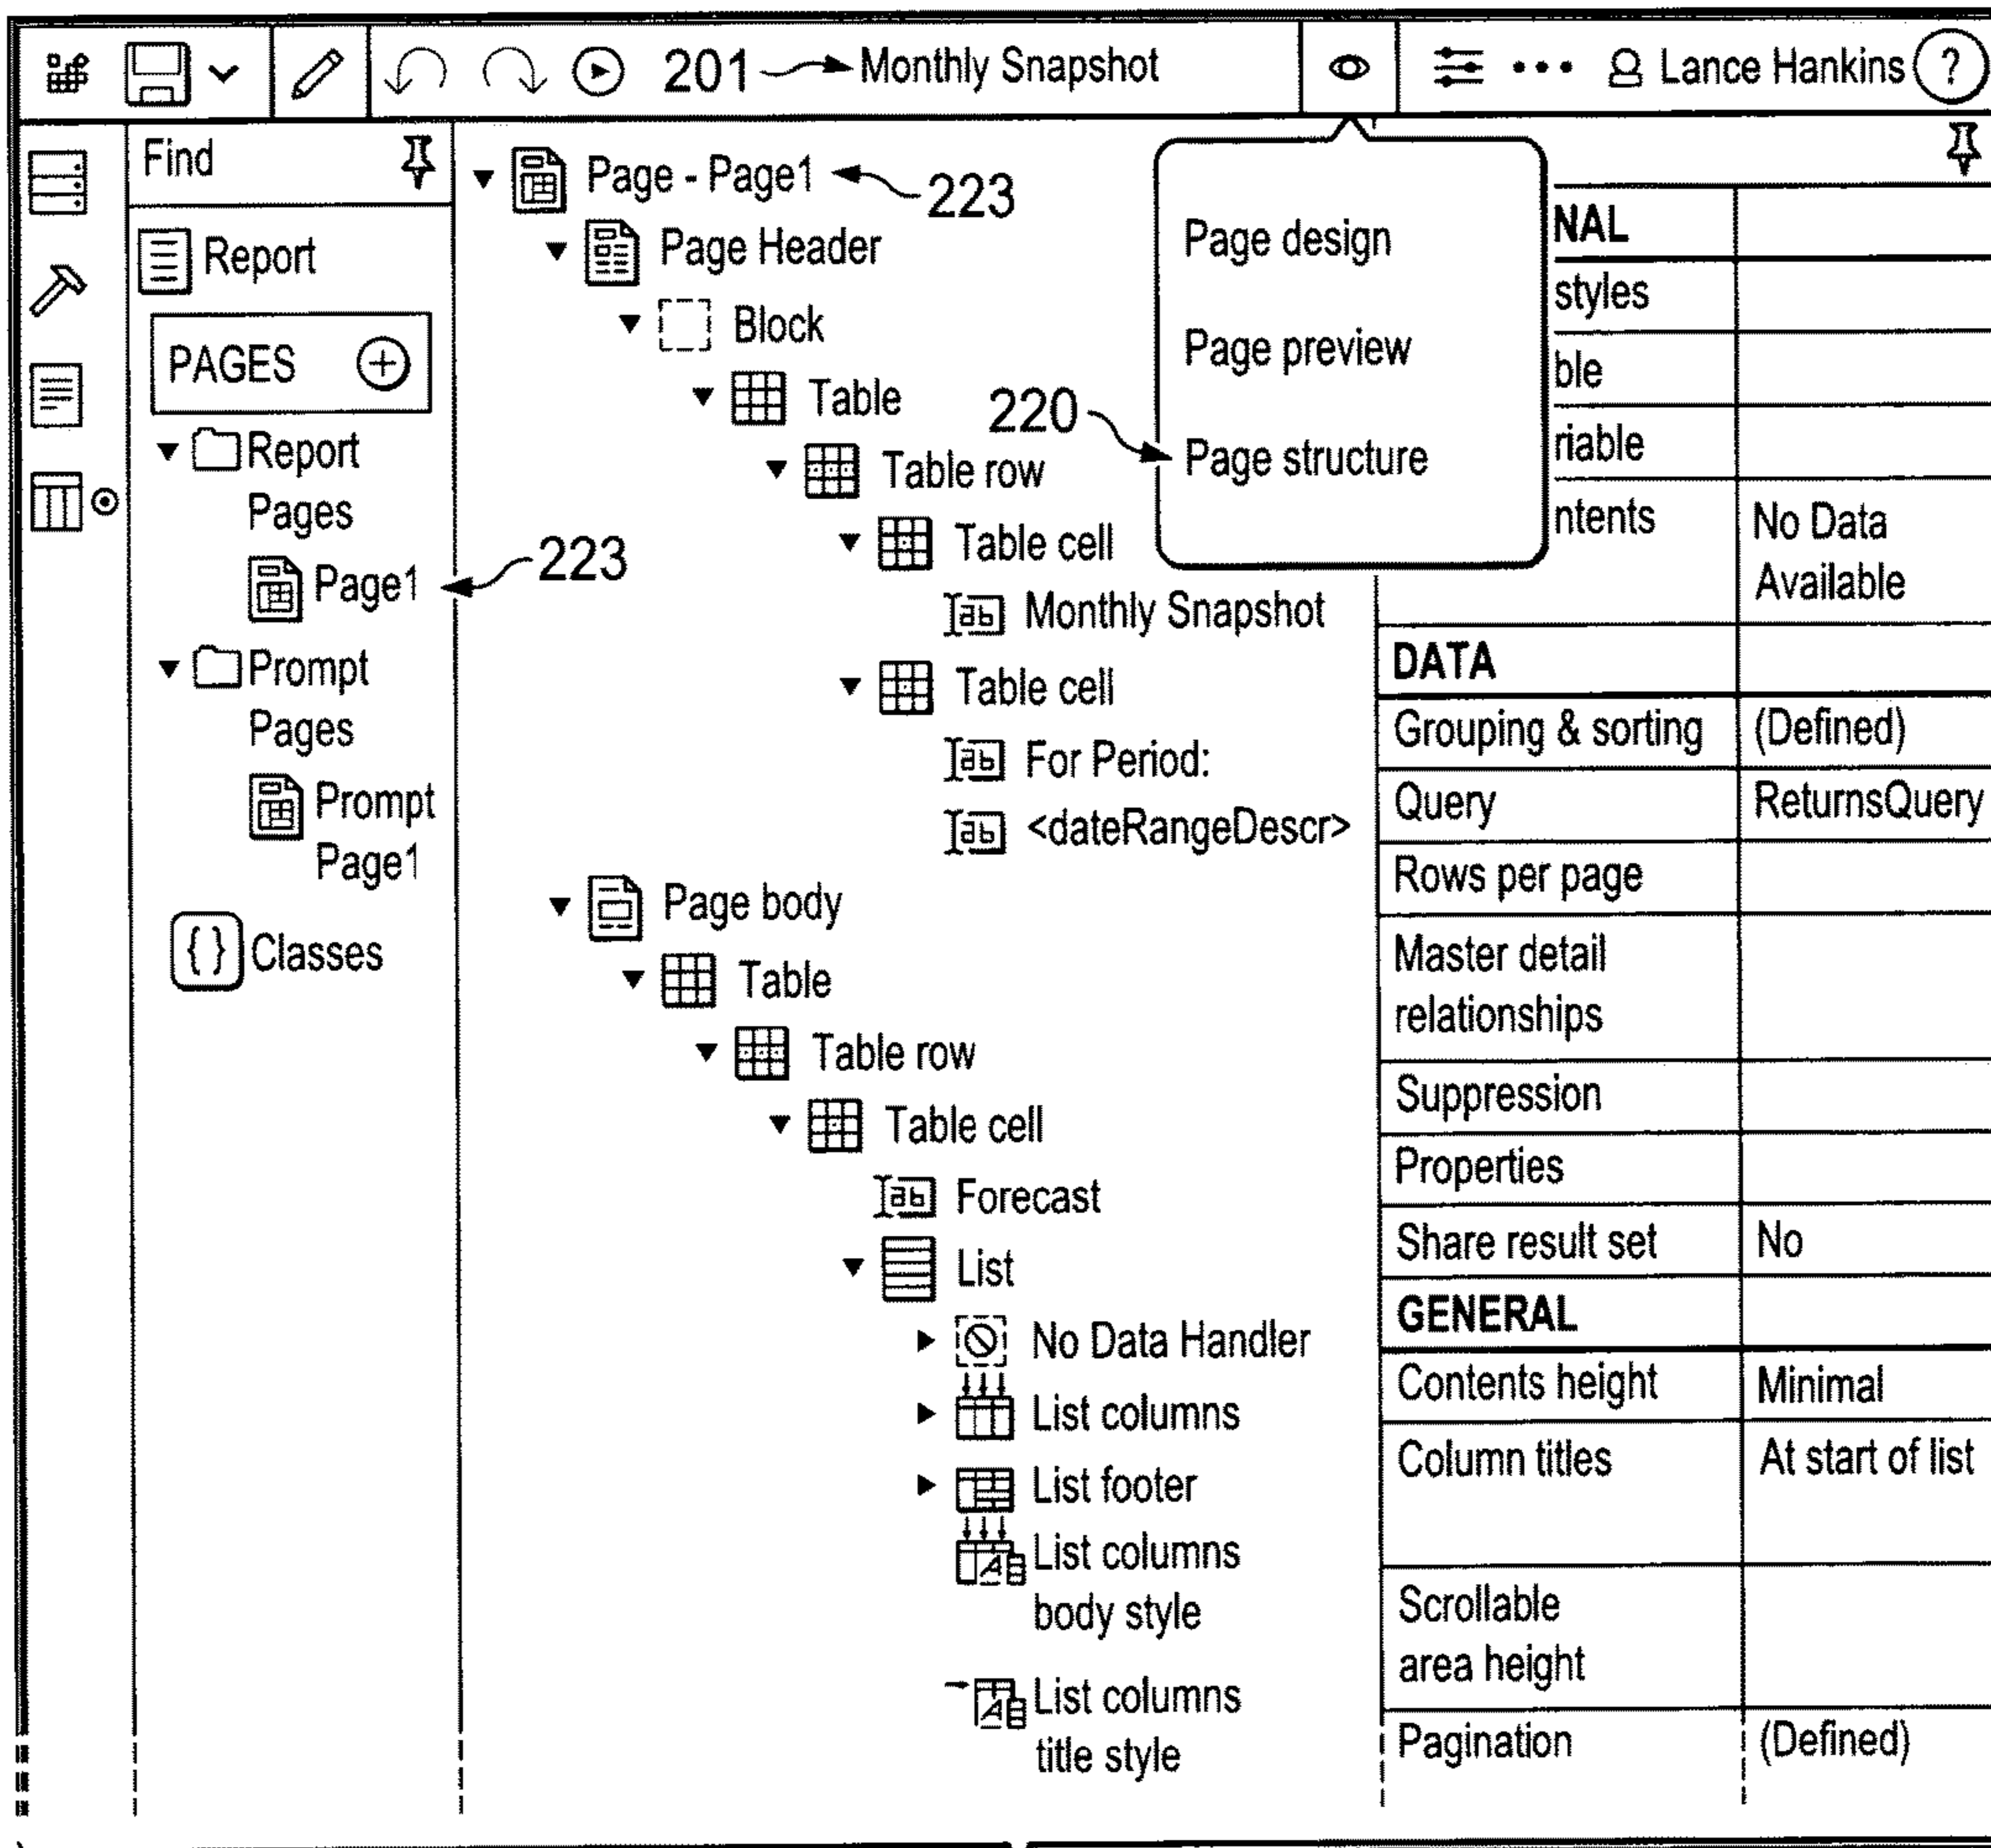 201 Monthly Snapshot
Lance Hankins ?
Find
Report
PAGES
Report
Pages
Page1
223
Prompt
Pages
Prompt
Page1
{ } Classes
Page - Page1
223
Page Header
Block
Table
Table row
Table cell
ab Monthly Snapshot
Table cell
ab For Period:
ab <dateRangeDescr>
Page body
Table
Table row
Table cell
ab Forecast
List
No Data Handler
List columns
List footer
List columns
body style
List columns
title style
Page design
Page preview
220
Page structure
NAL
styles
ble
riable
ntents No Data
Available
DATA
Grouping & sorting (Defined)
Query ReturnsQuery
Rows per page
Master detail
relationships
Suppression
Properties
Share result set No
GENERAL
Contents height Minimal
Column titles At start of list
Scrollable
area height
Pagination (Defined)